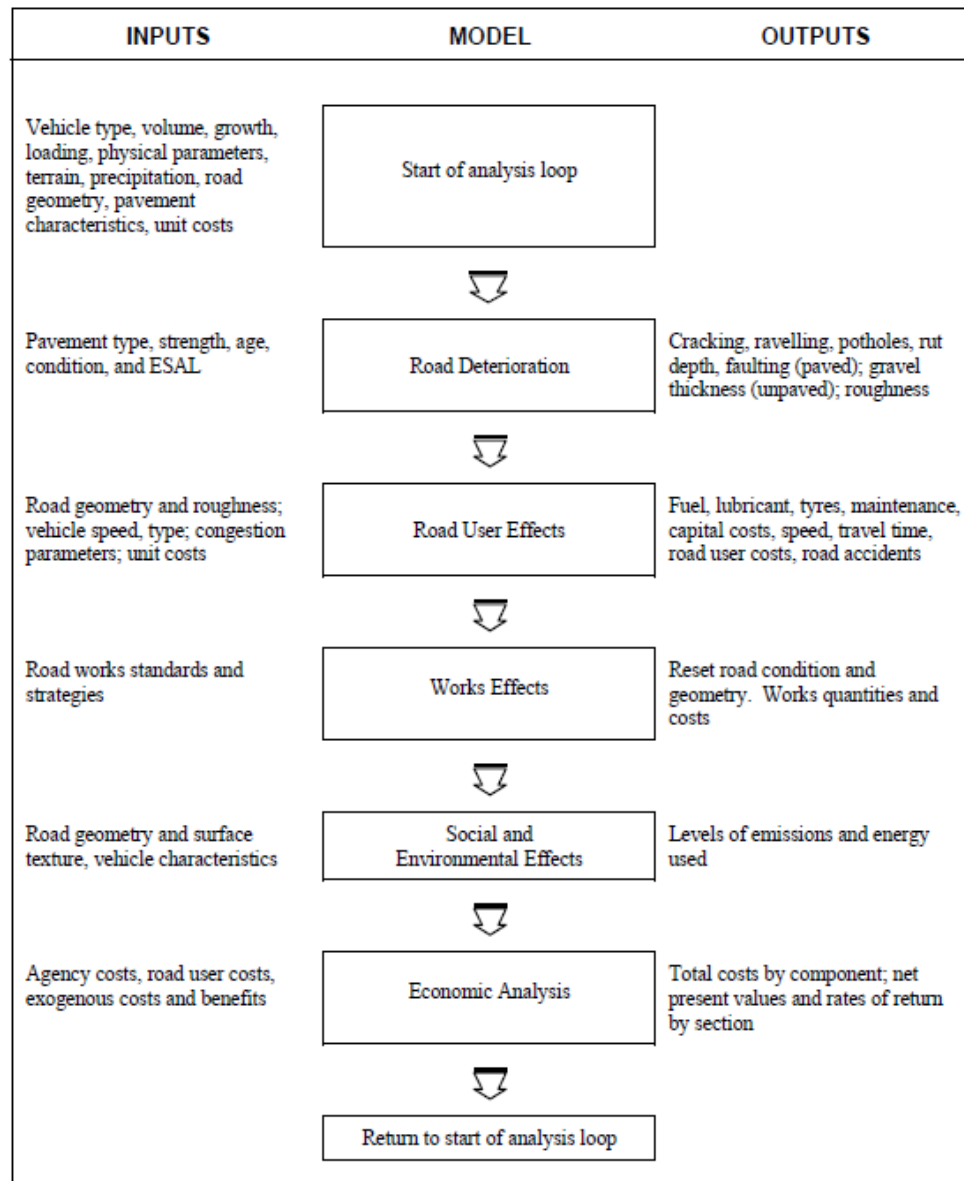 INPUTS
MODEL
OUTPUTS
Vehicle type, volume, growth,
loading, physical parameters,
terrain, precipitation, road
geometry, pavement
characteristics, unit costs
Start of analysis loop
Pavement type, strength, age,
condition, and ESAL
Road Deterioration
Cracking, ravelling, potholes, rut
depth, faulting (paved); gravel
thickness (unpaved); roughness
Road geometry and roughness;
vehicle speed, type; congestion
parameters; unit costs
Road User Effects
Fuel, lubricant, tyres, maintenance,
capital costs, speed, travel time,
road user costs, road accidents
Road works standards and
strategies
Works Effects
Reset road condition and
geometry. Works quantities and
costs
Road geometry and surface
texture, vehicle characteristics
Social and
Environmental Effects
Levels of emissions and energy
used
Agency costs, road user costs,
exogenous costs and benefits
Economic Analysis
Total costs by component; net
present values and rates of return
by section
Return to start of analysis loop